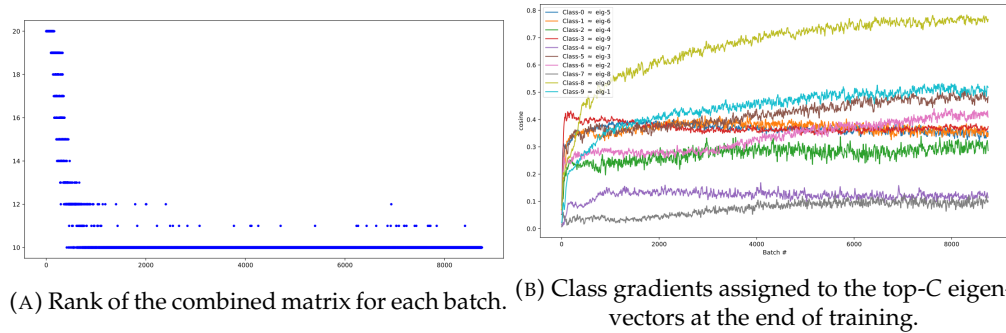 20
18
16
14
12
10
0
2000
4000
6000
8000
(A) Rank of the combined matrix for each batch.
0.8
0.7
0.6
0.5
0.4
0.3
0.2
0.1
0.0
cosine
Class-0 = eig-5
Class-1 = eig-6
Class-2 = eig-4
Class-3 = eig-9
Class-4 = eig-7
Class-5 = eig-3
Class-6 = eig-2
Class-7 = eig-8
Class-8 = eig-0
Class-9 = eig-1
0
2000
4000
6000
8000
Batch #
(B) Class gradients assigned to the top-C eigen-
vectors at the end of training.